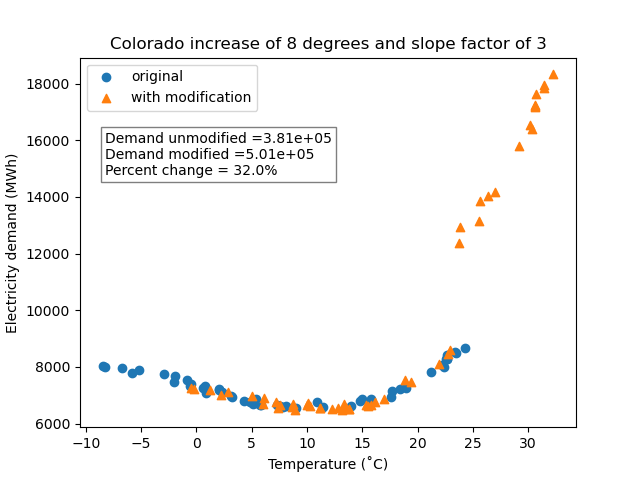 Colorado increase of 8 degrees and slope factor of 3
original
with modification
Demand unmodified =3.81e+05
Demand modified =5.01e+05
Percent change = 32.0%
Electricity demand (MWh)
18000
16000
14000
12000
10000
8000
6000
−10 −5 0 5 10 15 20 25 30
Temperature (˚C)